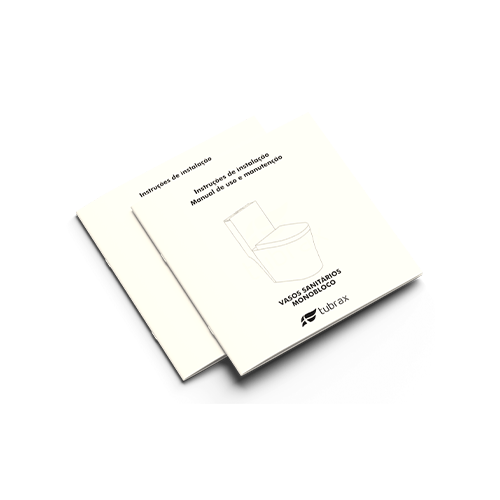 Instruções de instalação
Instruções de instalação
Manual de uso e manutenção
VASOS SANITÁRIOS
MONOBLOCO
tubrax